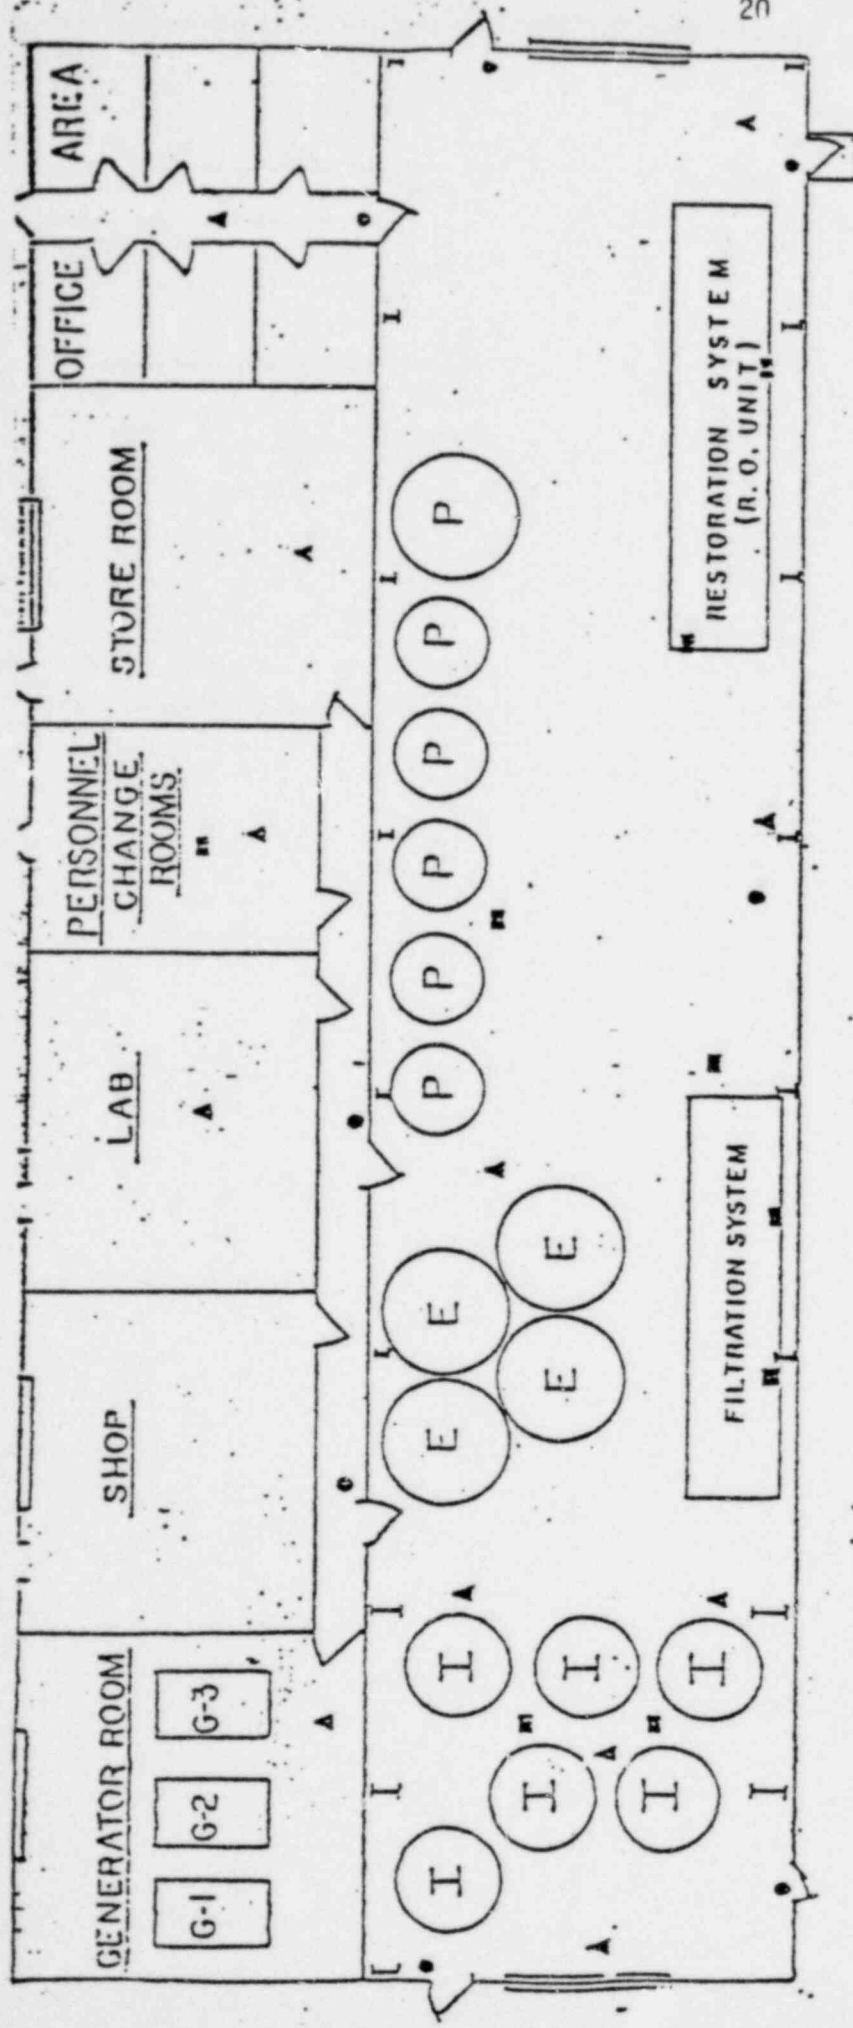 20
OFFICE AREA
STORE ROOM
PERSONNEL
CHANGE
ROOMS
LAB
SHOP
GENERATOR ROOM
G-1
G-2
G-3
P
P
P
P
P
P
E
E
E
E
I
I
I
I
I
I
RESTORATION SYSTEM
(R. O. UNIT)
FILTRATION SYSTEM